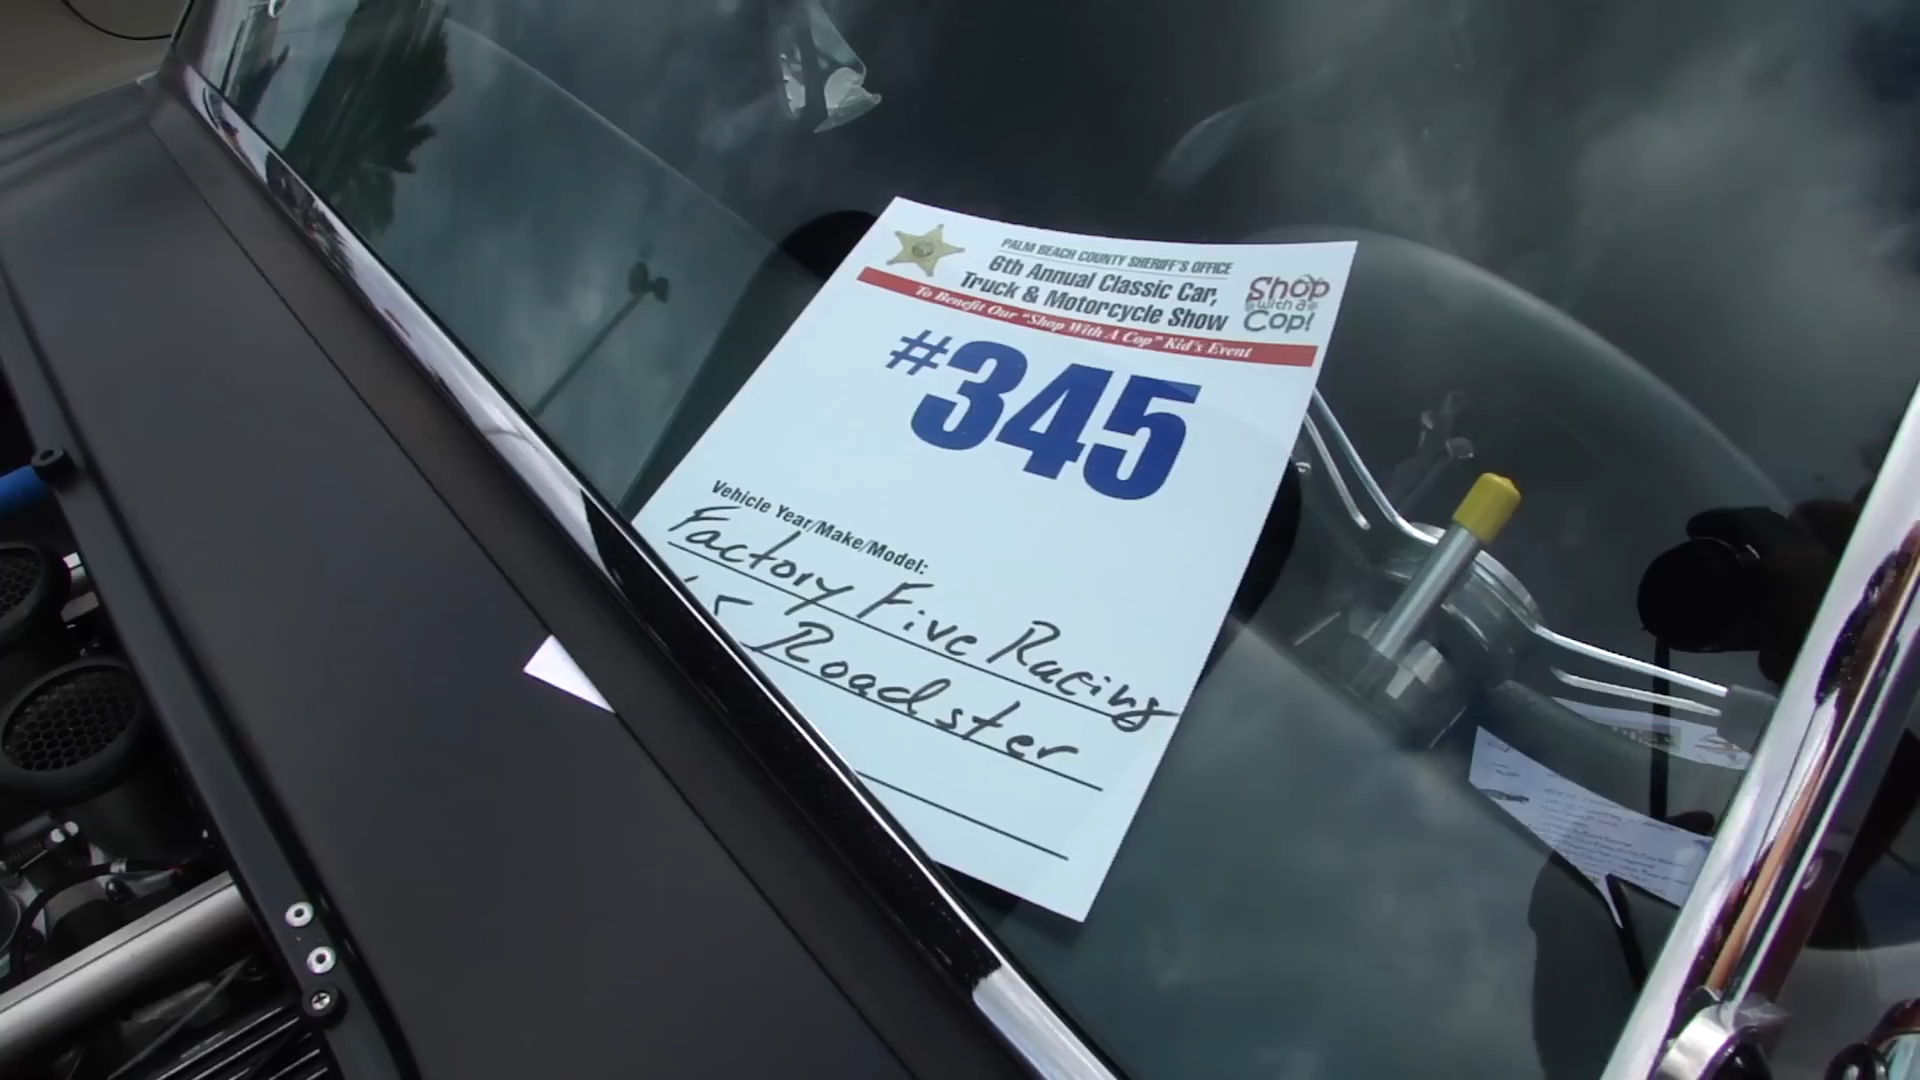 PALM BEACH COUNTY SHERIFF'S OFFICE
6th Annual Classic Car,
Truck & Motorcycle Show
To Benefit Our "Shop With A Cop" Kid's Event
Shop
with a
Cop!
#345
Vehicle Year/Make/Model:
Factory Five Racing
Roadster